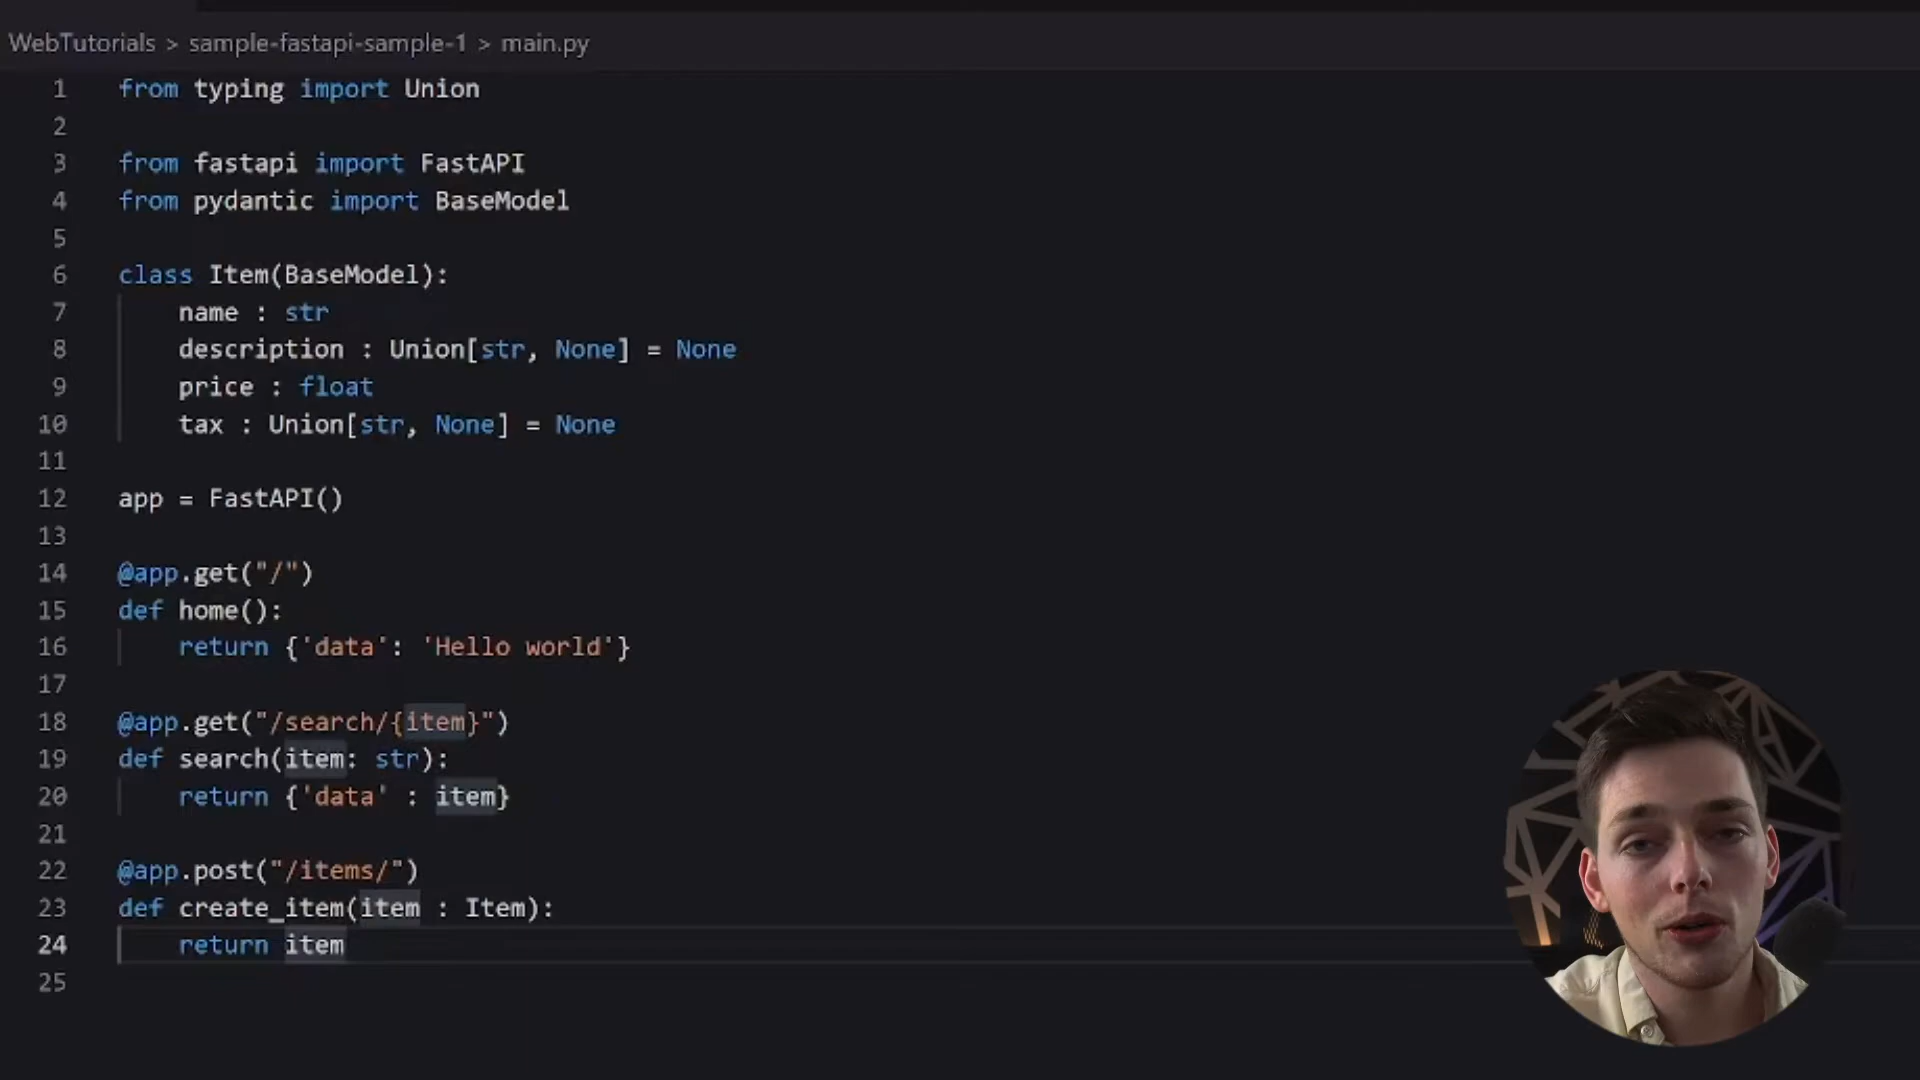 WebTutorials > sample-fastapi-sample-1 > main.py
1 from typing import Union
2
3 from fastapi import FastAPI
4 from pydantic import BaseModel
5
6 class Item(BaseModel):
7     name : str
8     description : Union[str, None] = None
9     price : float
10     tax : Union[str, None] = None
11
12 app = FastAPI()
13
14 @app.get("/")
15 def home():
16     return {'data': 'Hello world'}
17
18 @app.get("/search/{item}")
19 def search(item: str):
20     return {'data' : item}
21
22 @app.post("/items/")
23 def create_item(item : Item):
24     return item
25